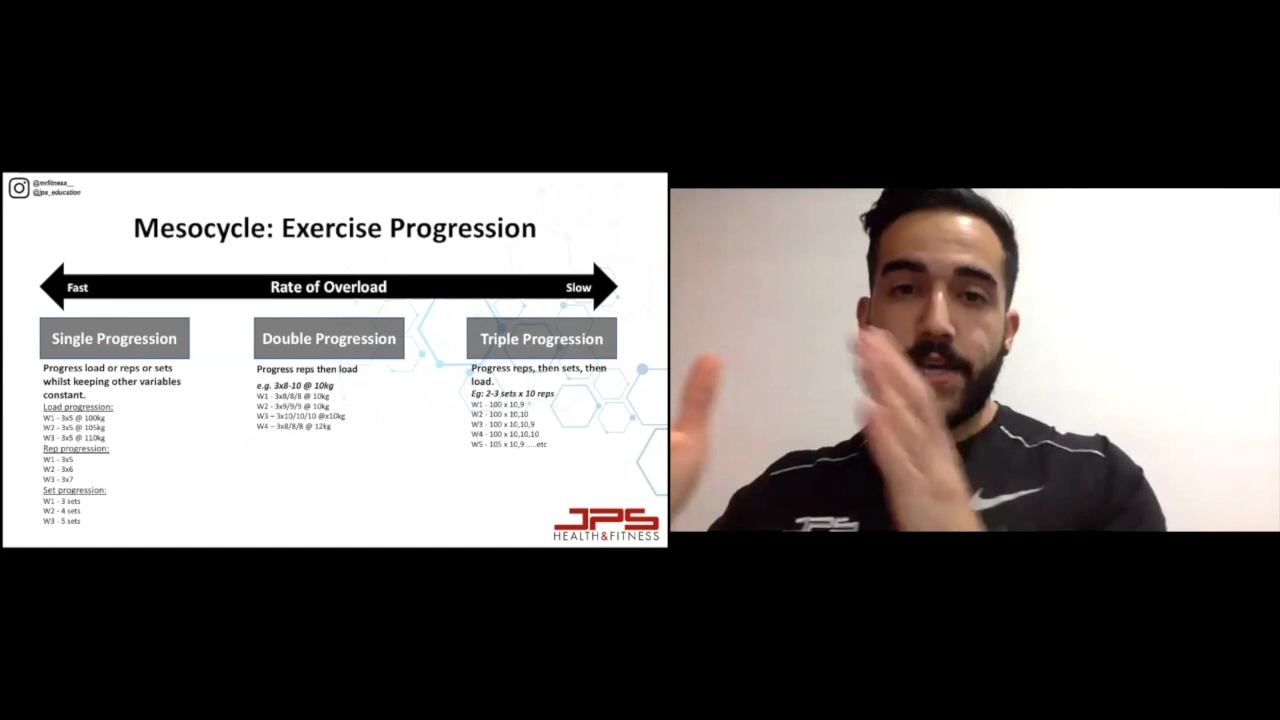 @mrfitness__
@jps_education
Mesocycle: Exercise Progression
Fast
Rate of Overload
Slow
Single Progression
Progress load or reps or sets
whilst keeping other variables
constant.
Load progression:
W1 - 3x5 @ 100kg
W2 - 3x5 @ 105kg
W3 - 3x5 @ 110kg
Rep progression:
W1 - 3x5
W2 - 3x6
W3 - 3x7
Set progression:
W1 - 3 sets
W2 - 4 sets
W3 - 5 sets
Double Progression
Progress reps then load
e.g. 3x8-10 @ 10kg
W1 - 3x8/8/8 @ 10kg
W2 - 3x9/9/9 @ 10kg
W3 – 3x10/10/10 @x10kg
W4 – 3x8/8/8 @ 12kg
Triple Progression
Progress reps, then sets, then
load.
Eg: 2-3 sets x 10 reps
W1 - 100 x 10,9
W2 - 100 x 10,10
W3 - 100 x 10,10,9
W4 - 100 x 10,10,10
W5 - 105 x 10,9......etc
JPS
HEALTH&FITNESS
JPS